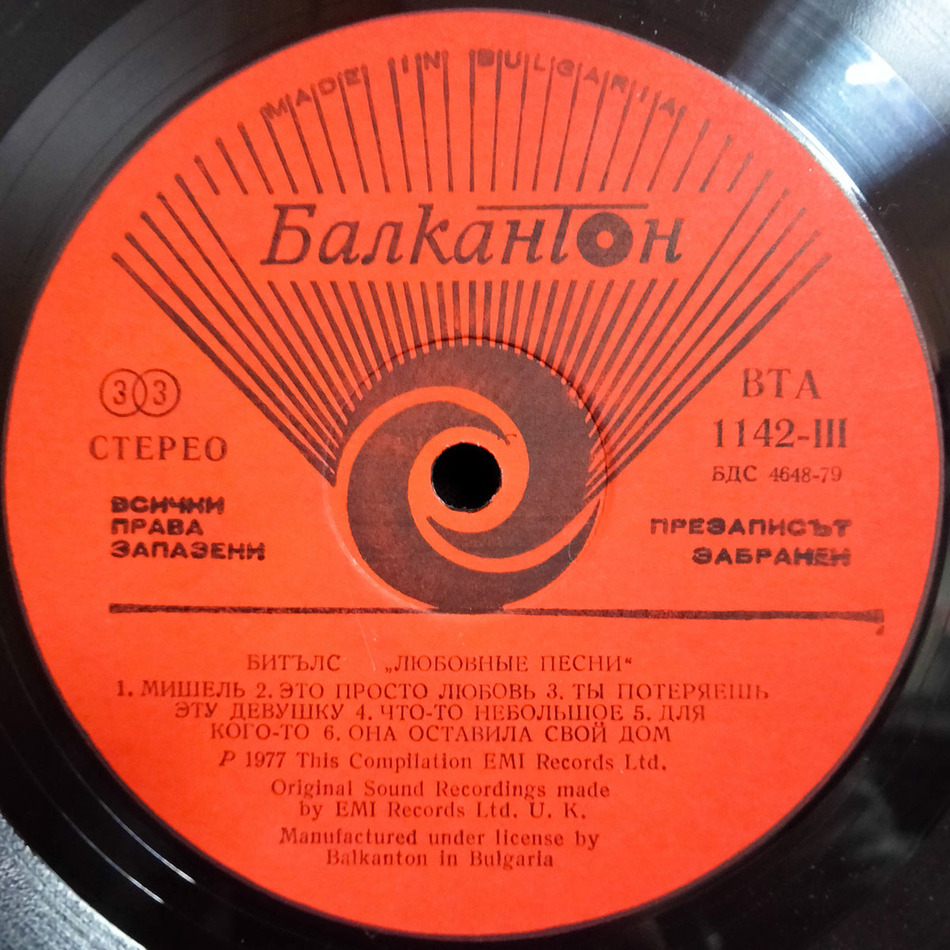 MADE IN BULGARIA
Балкантон
33
СТЕРЕО
ВСИЧКИ
ПРАВА
ЗАПАЗЕНИ
ВТА
1142-III
БДС 4648-79
ПРЕЗАПИСЪТ
ЗАБРАНЕН
БИТЪЛС „ЛЮБОВНЫЕ ПЕСНИ“
1. МИШЕЛЬ 2. ЭТО ПРОСТО ЛЮБОВЬ 3. ТЫ ПОТЕРЯЕШЬ
ЭТУ ДЕВУШКУ 4. ЧТО-ТО НЕБОЛЬШОЕ 5. ДЛЯ
КОГО-ТО 6. ОНА ОСТАВИЛА СВОЙ ДОМ
P 1977 This Compilation EMI Records Ltd.
Original Sound Recordings made
by EMI Records Ltd. U. K.
Manufactured under license by
Balkanton in Bulgaria